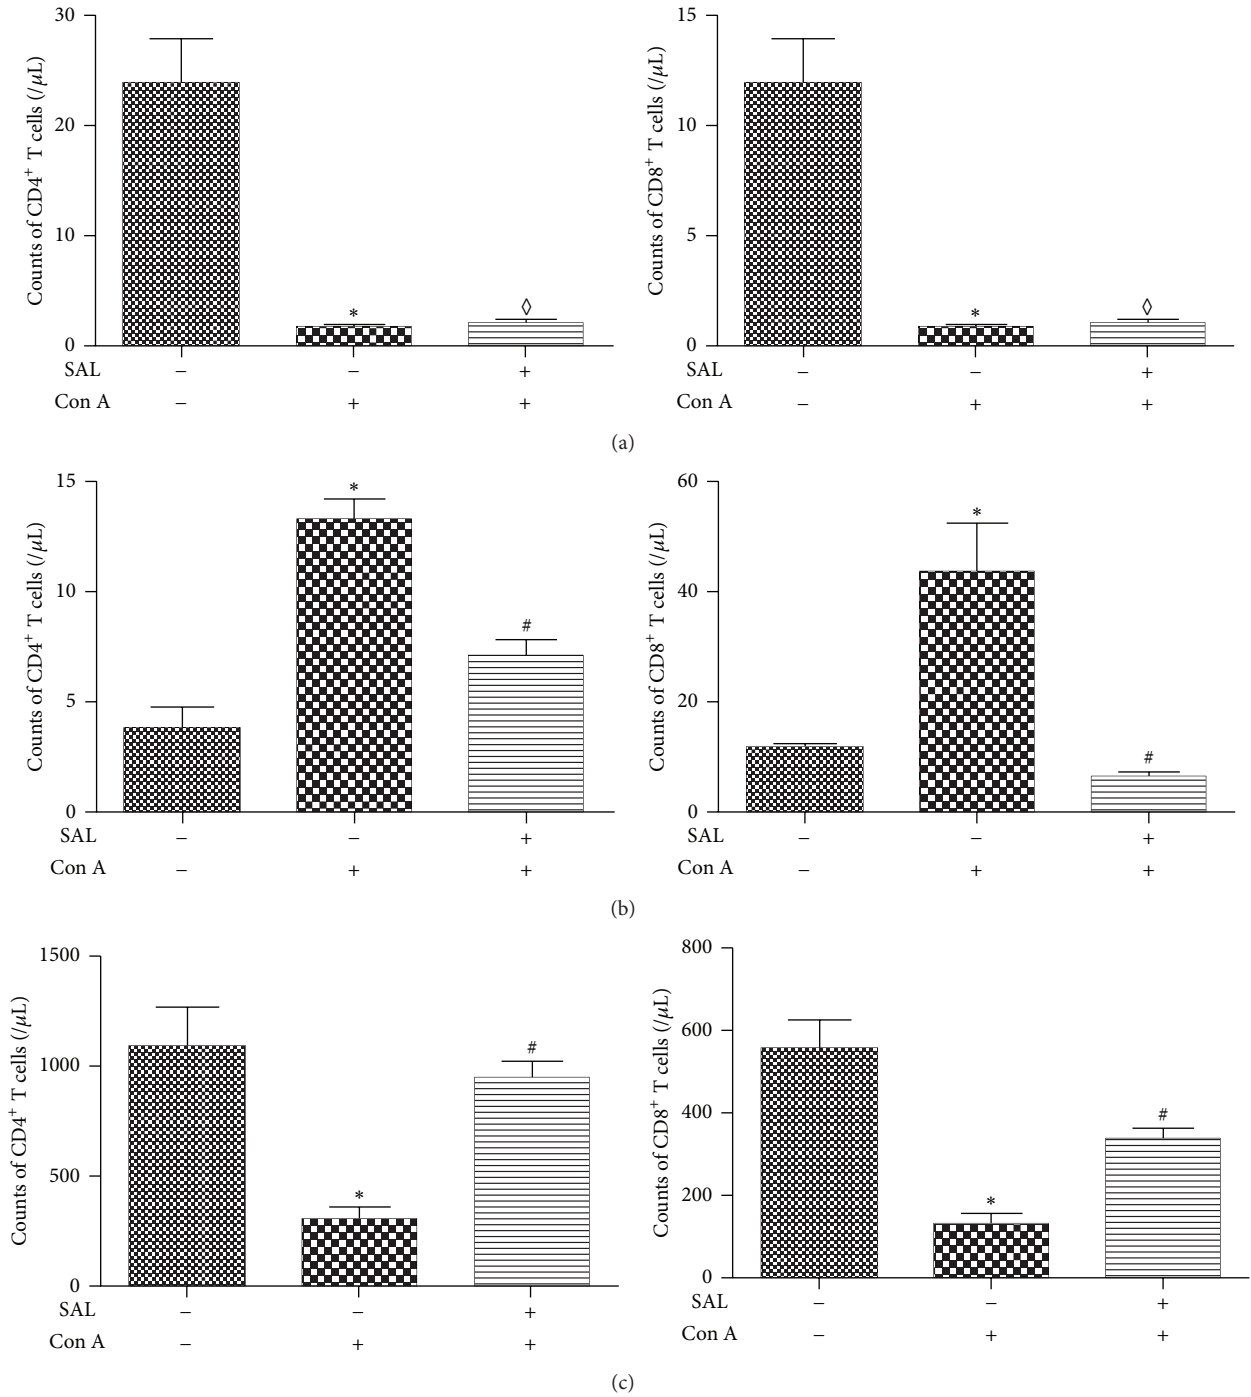 Counts of CD4+ T cells (/μL)
30
20
10
0
*
◊
SAL − − +
Con A − + +
Counts of CD8+ T cells (/μL)
15
10
5
0
*
◊
SAL − − +
Con A − + +
(a)
Counts of CD4+ T cells (/μL)
15
10
5
0
*
#
SAL − − +
Con A − + +
Counts of CD8+ T cells (/μL)
60
40
20
0
*
#
SAL − − +
Con A − + +
(b)
Counts of CD4+ T cells (/μL)
1500
1000
500
0
*
#
SAL − − +
Con A − + +
Counts of CD8+ T cells (/μL)
800
600
400
200
0
*
#
SAL − − +
Con A − + +
(c)